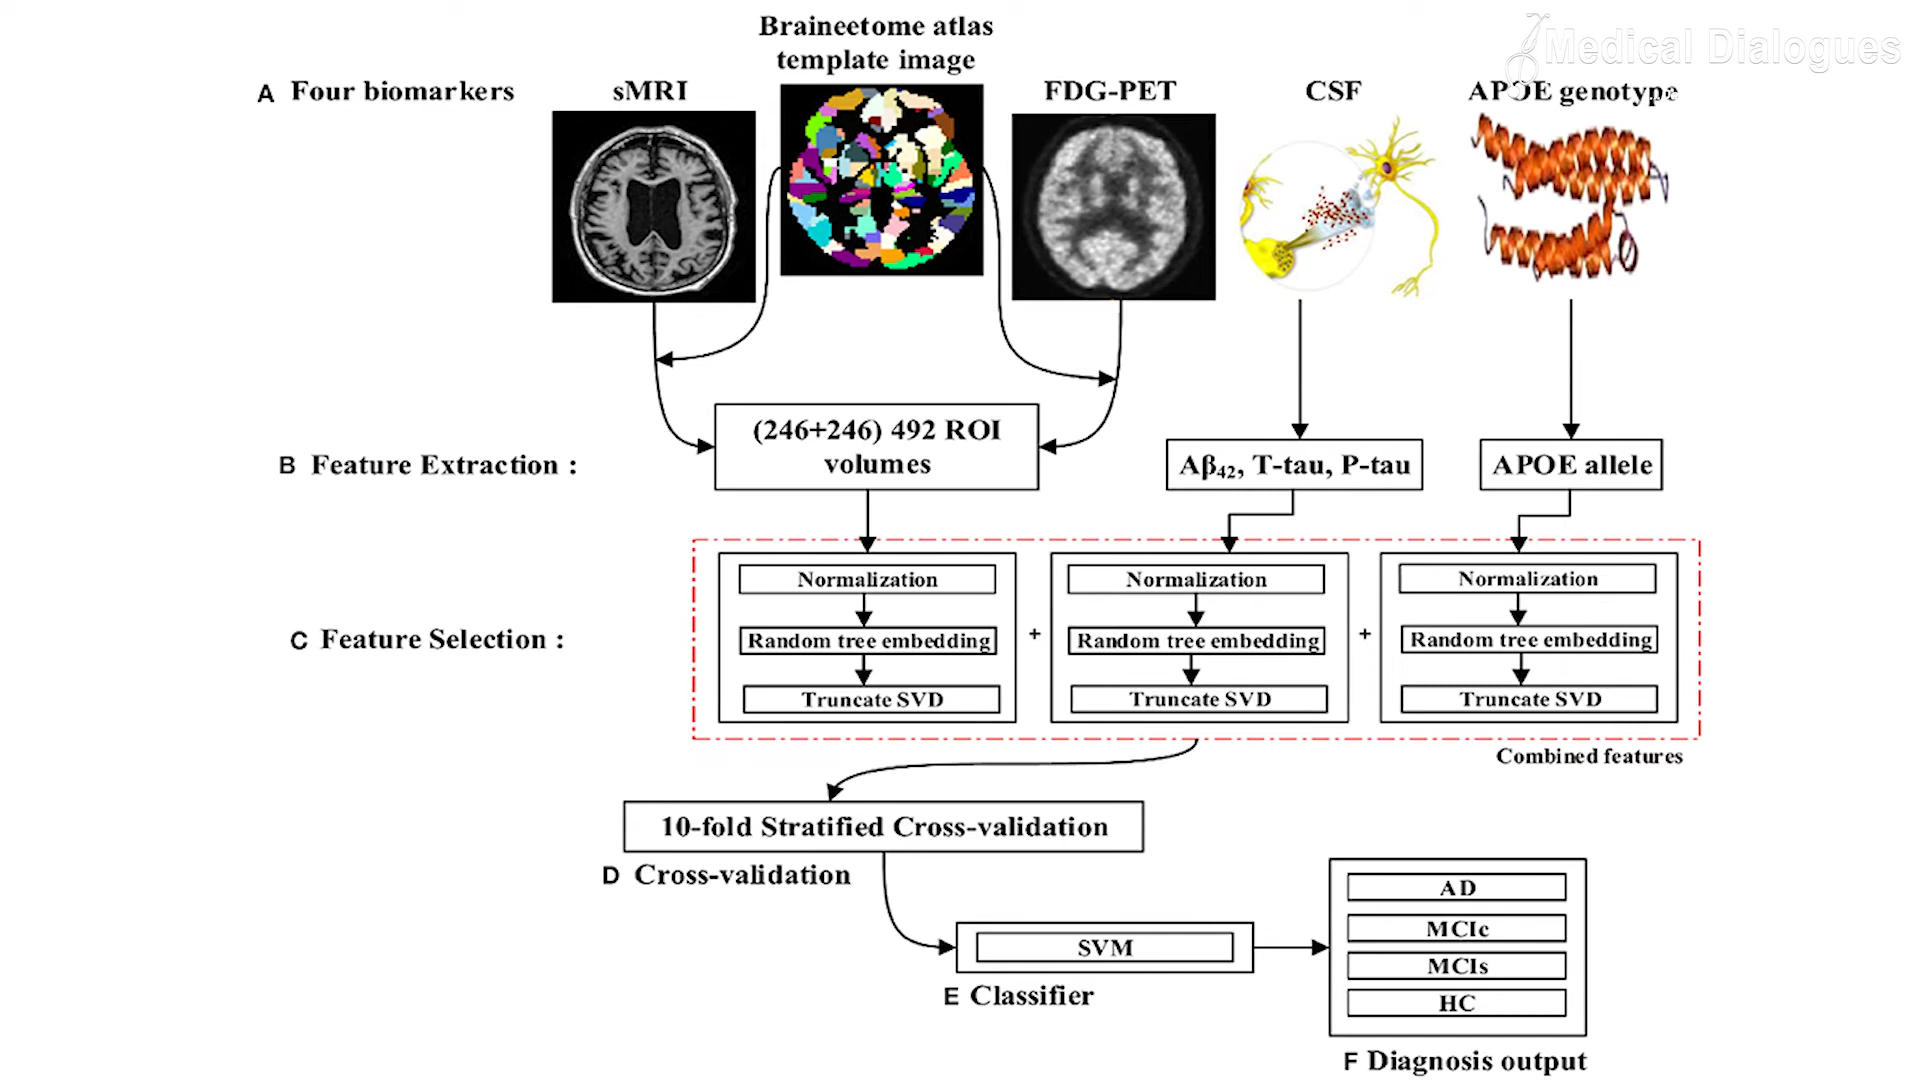 Medical Dialogues
Braineetome atlas
template image
A Four biomarkers
sMRI
FDG-PET
CSF
APOE genotype
B Feature Extraction :
(246+246) 492 ROI
volumes
Aβ₄₂, T-tau, P-tau
APOE allele
C Feature Selection :
Normalization
Random tree embedding
Truncate SVD
+
Normalization
Random tree embedding
Truncate SVD
+
Normalization
Random tree embedding
Truncate SVD
Combined features
10-fold Stratified Cross-validation
D Cross-validation
SVM
E Classifier
AD
MCIc
MCIs
HC
F Diagnosis output